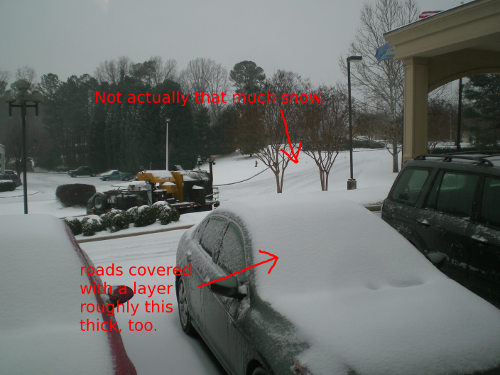 Not actually that much snow.
roads covered
with a layer
roughly this
thick, too.